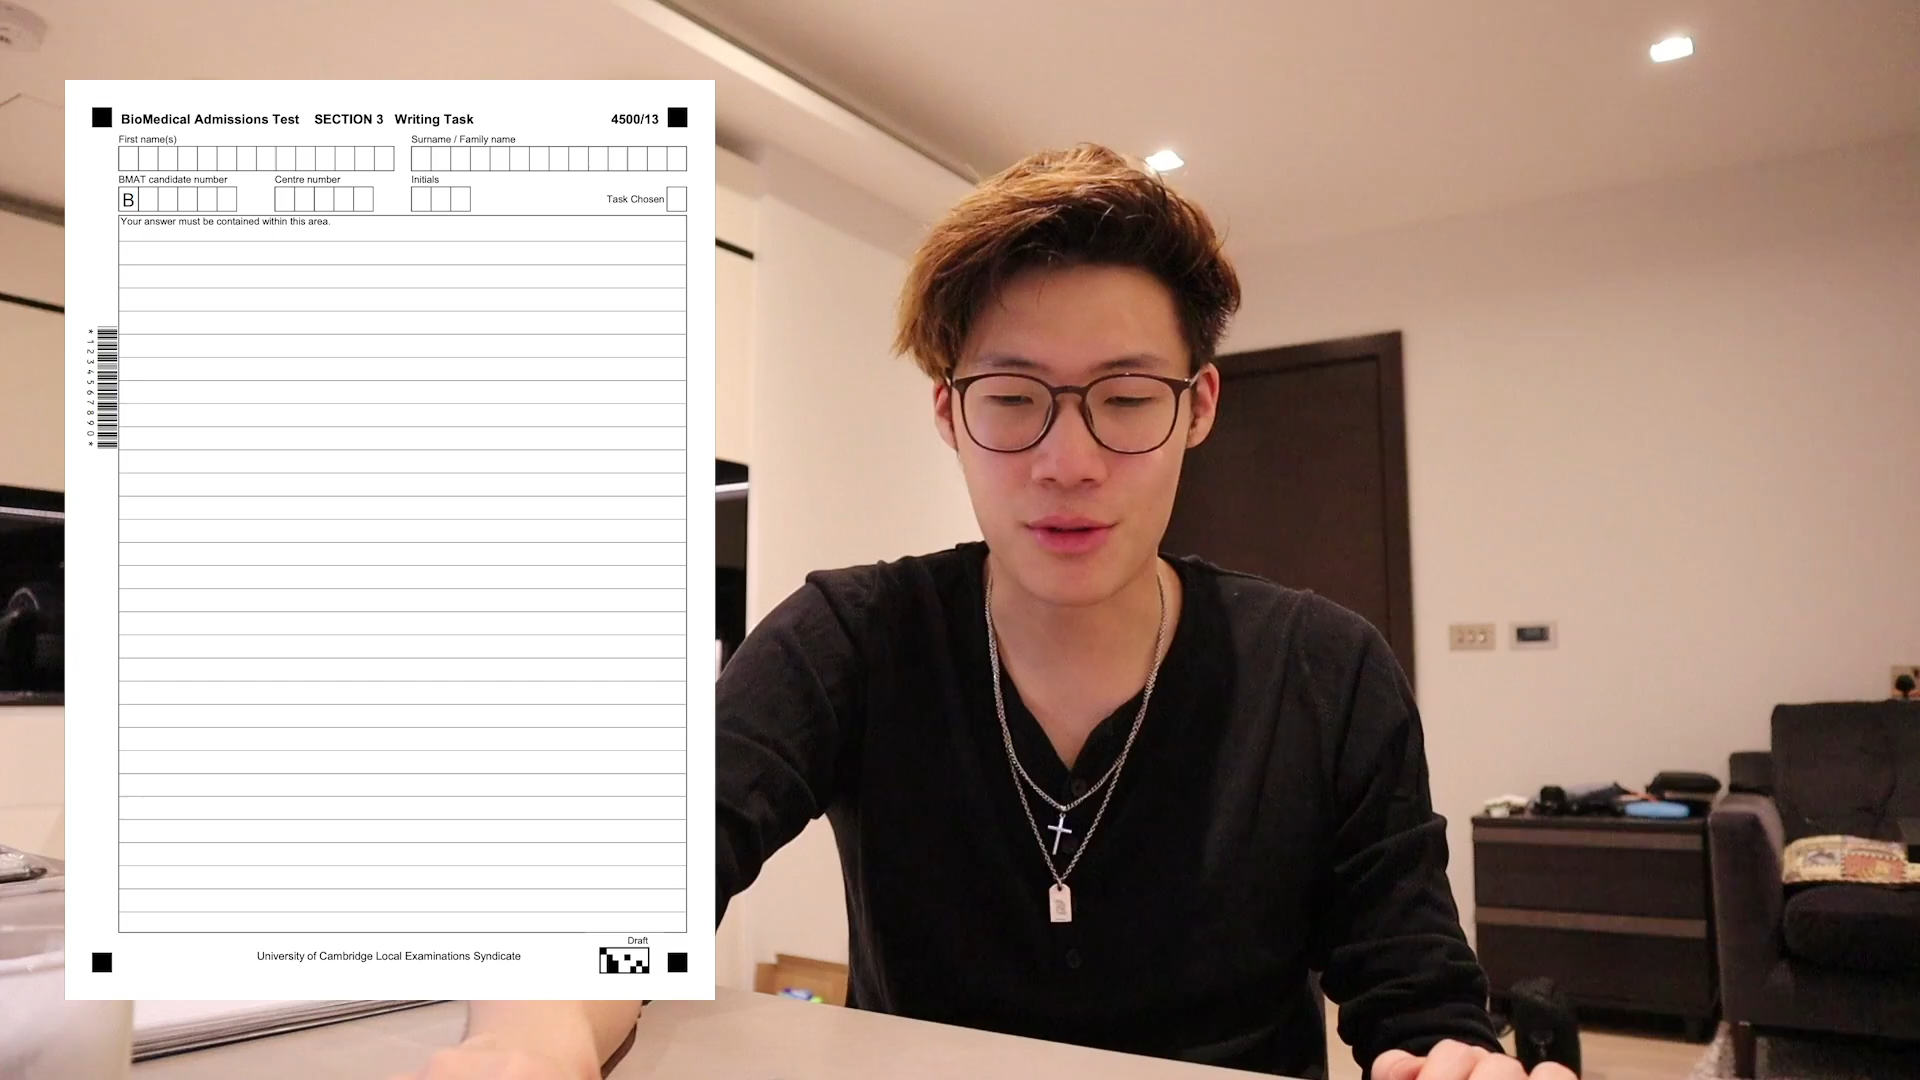 BioMedical Admissions Test SECTION 3 Writing Task 4500/13
First name(s) Surname / Family name
BMAT candidate number Centre number Initials
B Task Chosen
Your answer must be contained within this area.
*1234567890*
Draft
University of Cambridge Local Examinations Syndicate